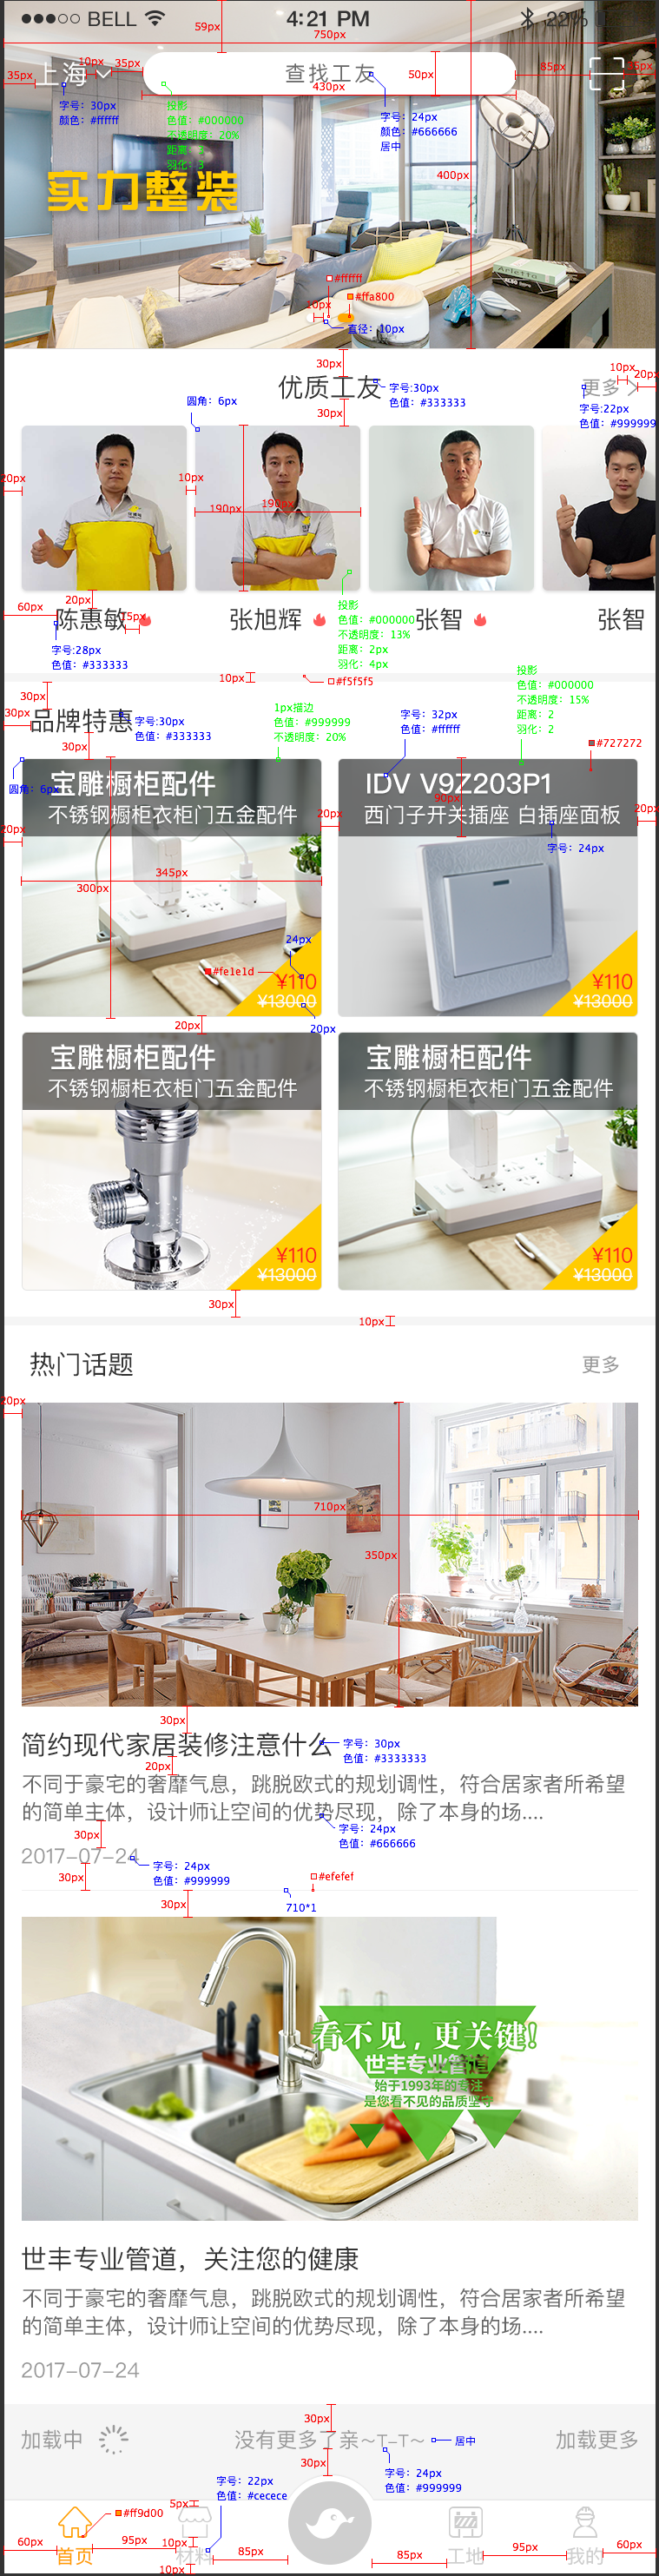 BELL 4:21 PM 22%
59px
750px
10px
35px
35px
上海
查找工友
430px
50px
85px
35px
字号：30px
颜色：#ffffff
投影
色值：#000000
不透明度：20%
距离：3
羽化：3
字号：24px
颜色：#666666
居中
400px
实力整装
#ffffff
#ffa800
10px
直径：10px
30px
优质工友
更多
10px
20px
字号:30px
色值：#333333
圆角：6px
30px
字号:22px
色值：#999999
20px
10px
190px
190px
20px
60px
陈惠敏
15px
张旭辉
张智
张智
投影
色值：#000000
不透明度：13%
距离：2px
羽化：4px
字号:28px
色值：#333333
10px
#f5f5f5
30px
30px
品牌特惠
字号:30px
色值：#333333
30px
1px描边
色值：#999999
不透明度：20%
字号：32px
色值：#ffffff
投影
色值：#000000
不透明度：15%
距离：2
羽化：2
#727272
圆角：6px
宝雕橱柜配件
不锈钢橱柜衣柜门五金配件
IDV V9Z203P1
西门子开关插座 白插座面板
90px
20px
20px
20px
字号：24px
345px
300px
24px
#fe1e1d
¥110
¥13000
¥110
¥13000
20px
20px
宝雕橱柜配件
不锈钢橱柜衣柜门五金配件
宝雕橱柜配件
不锈钢橱柜衣柜门五金配件
¥110
¥13000
¥110
¥13000
30px
10px
热门话题
更多
20px
710px
350px
30px
简约现代家居装修注意什么
字号：30px
色值：#3333333
20px
不同于豪宅的奢靡气息，跳脱欧式的规划调性，符合居家者所希望
的简单主体，设计师让空间的优势尽现，除了本身的场....
字号：24px
色值：#666666
30px
2017-07-24
字号：24px
色值：#999999
30px
#efefef
30px
710*1
看不见，更关键!
世丰专业管道
始于1993年的专注
是您看不见的品质坚守
世丰专业管道，关注您的健康
不同于豪宅的奢靡气息，跳脱欧式的规划调性，符合居家者所希望
的简单主体，设计师让空间的优势尽现，除了本身的场....
2017-07-24
30px
加载中
没有更多了亲~T-T~
居中
加载更多
30px
字号：24px
色值：#999999
字号：22px
色值：#cecece
5px
#ff9d00
60px
首页
95px
10px
材料
85px
85px
工地
95px
我的
60px
10px